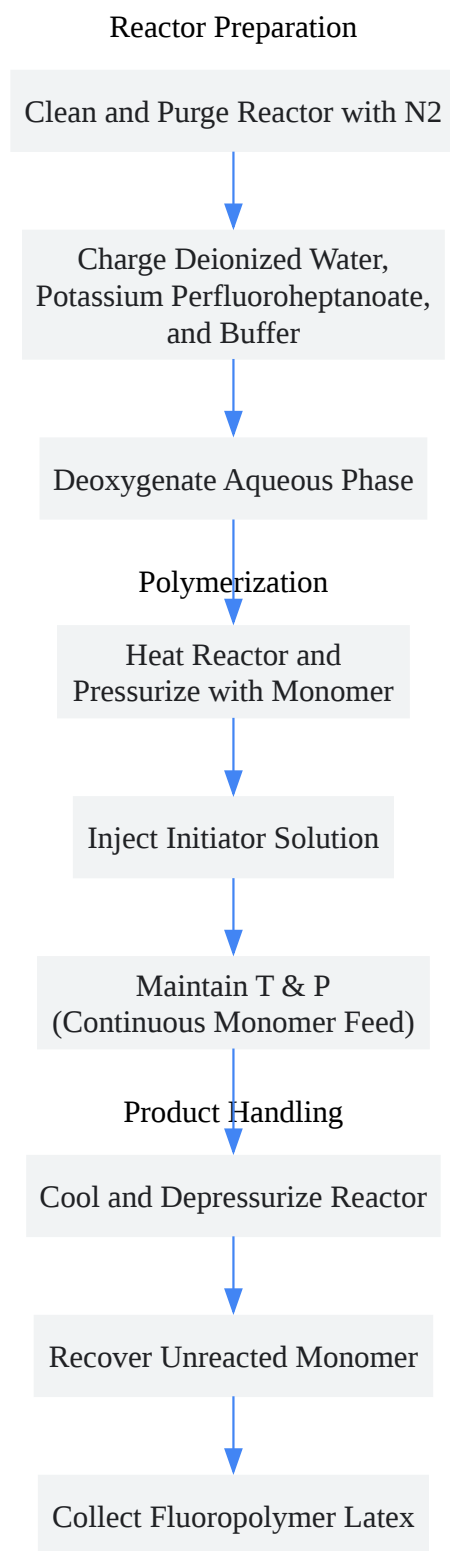 Reactor Preparation
Clean and Purge Reactor with N2
Charge Deionized Water,
Potassium Perfluoroheptanoate,
and Buffer
Deoxygenate Aqueous Phase
Polymerization
Heat Reactor and
Pressurize with Monomer
Inject Initiator Solution
Maintain T & P
(Continuous Monomer Feed)
Product Handling
Cool and Depressurize Reactor
Recover Unreacted Monomer
Collect Fluoropolymer Latex